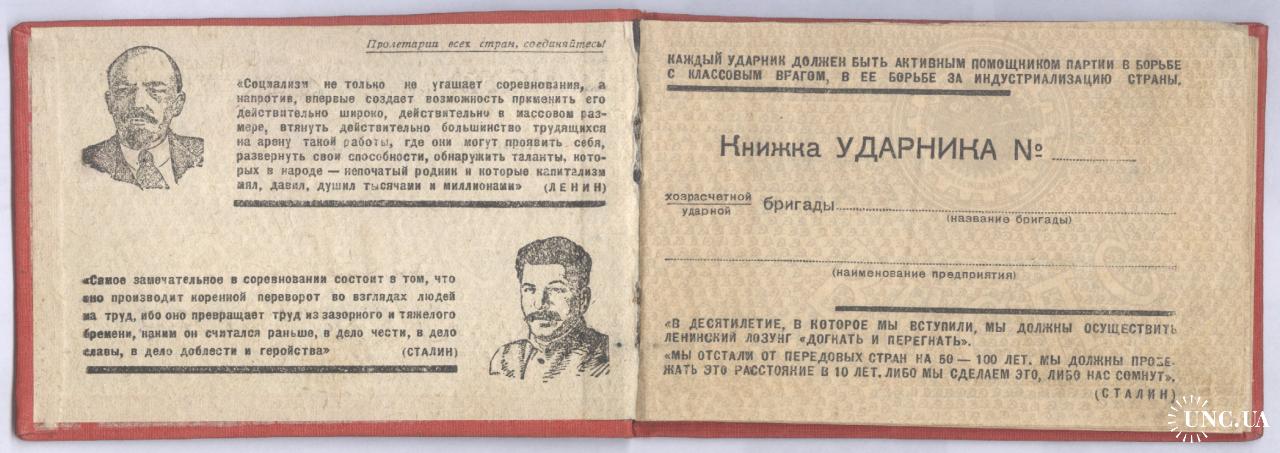 Пролетарии всех стран, соединяйтесь!
«Социализм не только не угашает соревнования, а
напротив, впервые создает возможность применить его
действительно широко, действительно в массовом раз-
мере, втянуть действительно большинство трудящихся
на арену такой работы, где они могут проявить себя,
развернуть свои способности, обнаружить таланты, кото-
рых в народе — непочатый родник и которые капитализм
мял, давил, душил тысячами и миллионами» (ЛЕНИН)
«Самое замечательное в соревновании состоит в том, что
оно производит коренной переворот во взглядах людей
на труд, ибо оно превращает труд из зазорного и тяжелого
бремени, каким он считался раньше, в дело чести, в дело
славы, в дело доблести и геройства» (СТАЛИН)
КАЖДЫЙ УДАРНИК ДОЛЖЕН БЫТЬ АКТИВНЫМ ПОМОЩНИКОМ ПАРТИИ В БОРЬБЕ
С КЛАССОВЫМ ВРАГОМ, В ЕЕ БОРЬБЕ ЗА ИНДУСТРИАЛИЗАЦИЮ СТРАНЫ.
Книжка УДАРНИКА №
хозрасчетной
ударной бригады
(название бригады)
(наименование предприятия)
«В ДЕСЯТИЛЕТИЕ, В КОТОРОЕ МЫ ВСТУПИЛИ, МЫ ДОЛЖНЫ ОСУЩЕСТВИТЬ
ЛЕНИНСКИЙ ЛОЗУНГ «ДОГНАТЬ И ПЕРЕГНАТЬ».
«МЫ ОТСТАЛИ ОТ ПЕРЕДОВЫХ СТРАН НА 50 — 100 ЛЕТ. МЫ ДОЛЖНЫ ПРОБЕ-
ЖАТЬ ЭТО РАССТОЯНИЕ В 10 ЛЕТ. ЛИБО МЫ СДЕЛАЕМ ЭТО, ЛИБО НАС СОМНУТ».
(СТАЛИН)
UNC.UA